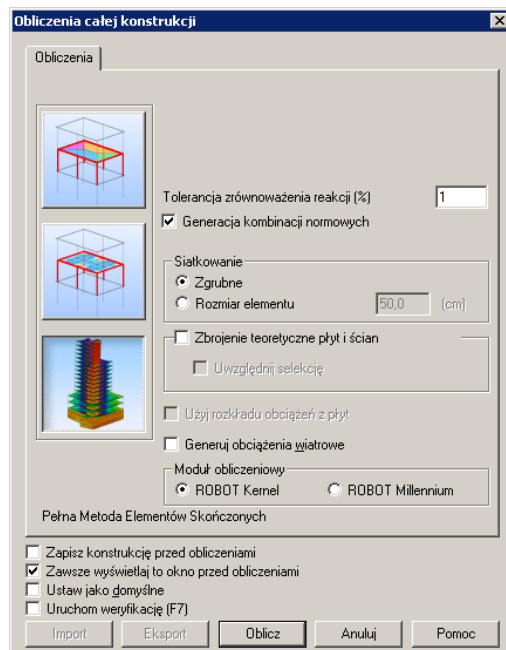 Obliczenia całej konstrukcji
Obliczenia
Tolerancja zrównoważenia reakcji (%) 1
Generacja kombinacji normowych
Siatkowanie
Zgrubne
Rozmiar elementu 50,0 (cm)
Zbrojenie teoretyczne płyt i ścian
Uwzględnij selekcję
Użyj rozkładu obciążeń z płyt
Generuj obciążenia wiatrowe
Moduł obliczeniowy
ROBOT Kernel ROBOT Millennium
Pełna Metoda Elementów Skończonych
Zapisz konstrukcję przed obliczeniami
Zawsze wyświetlaj to okno przed obliczeniami
Ustaw jako domyślne
Uruchom weryfikację (F7)
Import Eksport Oblicz Anuluj Pomoc